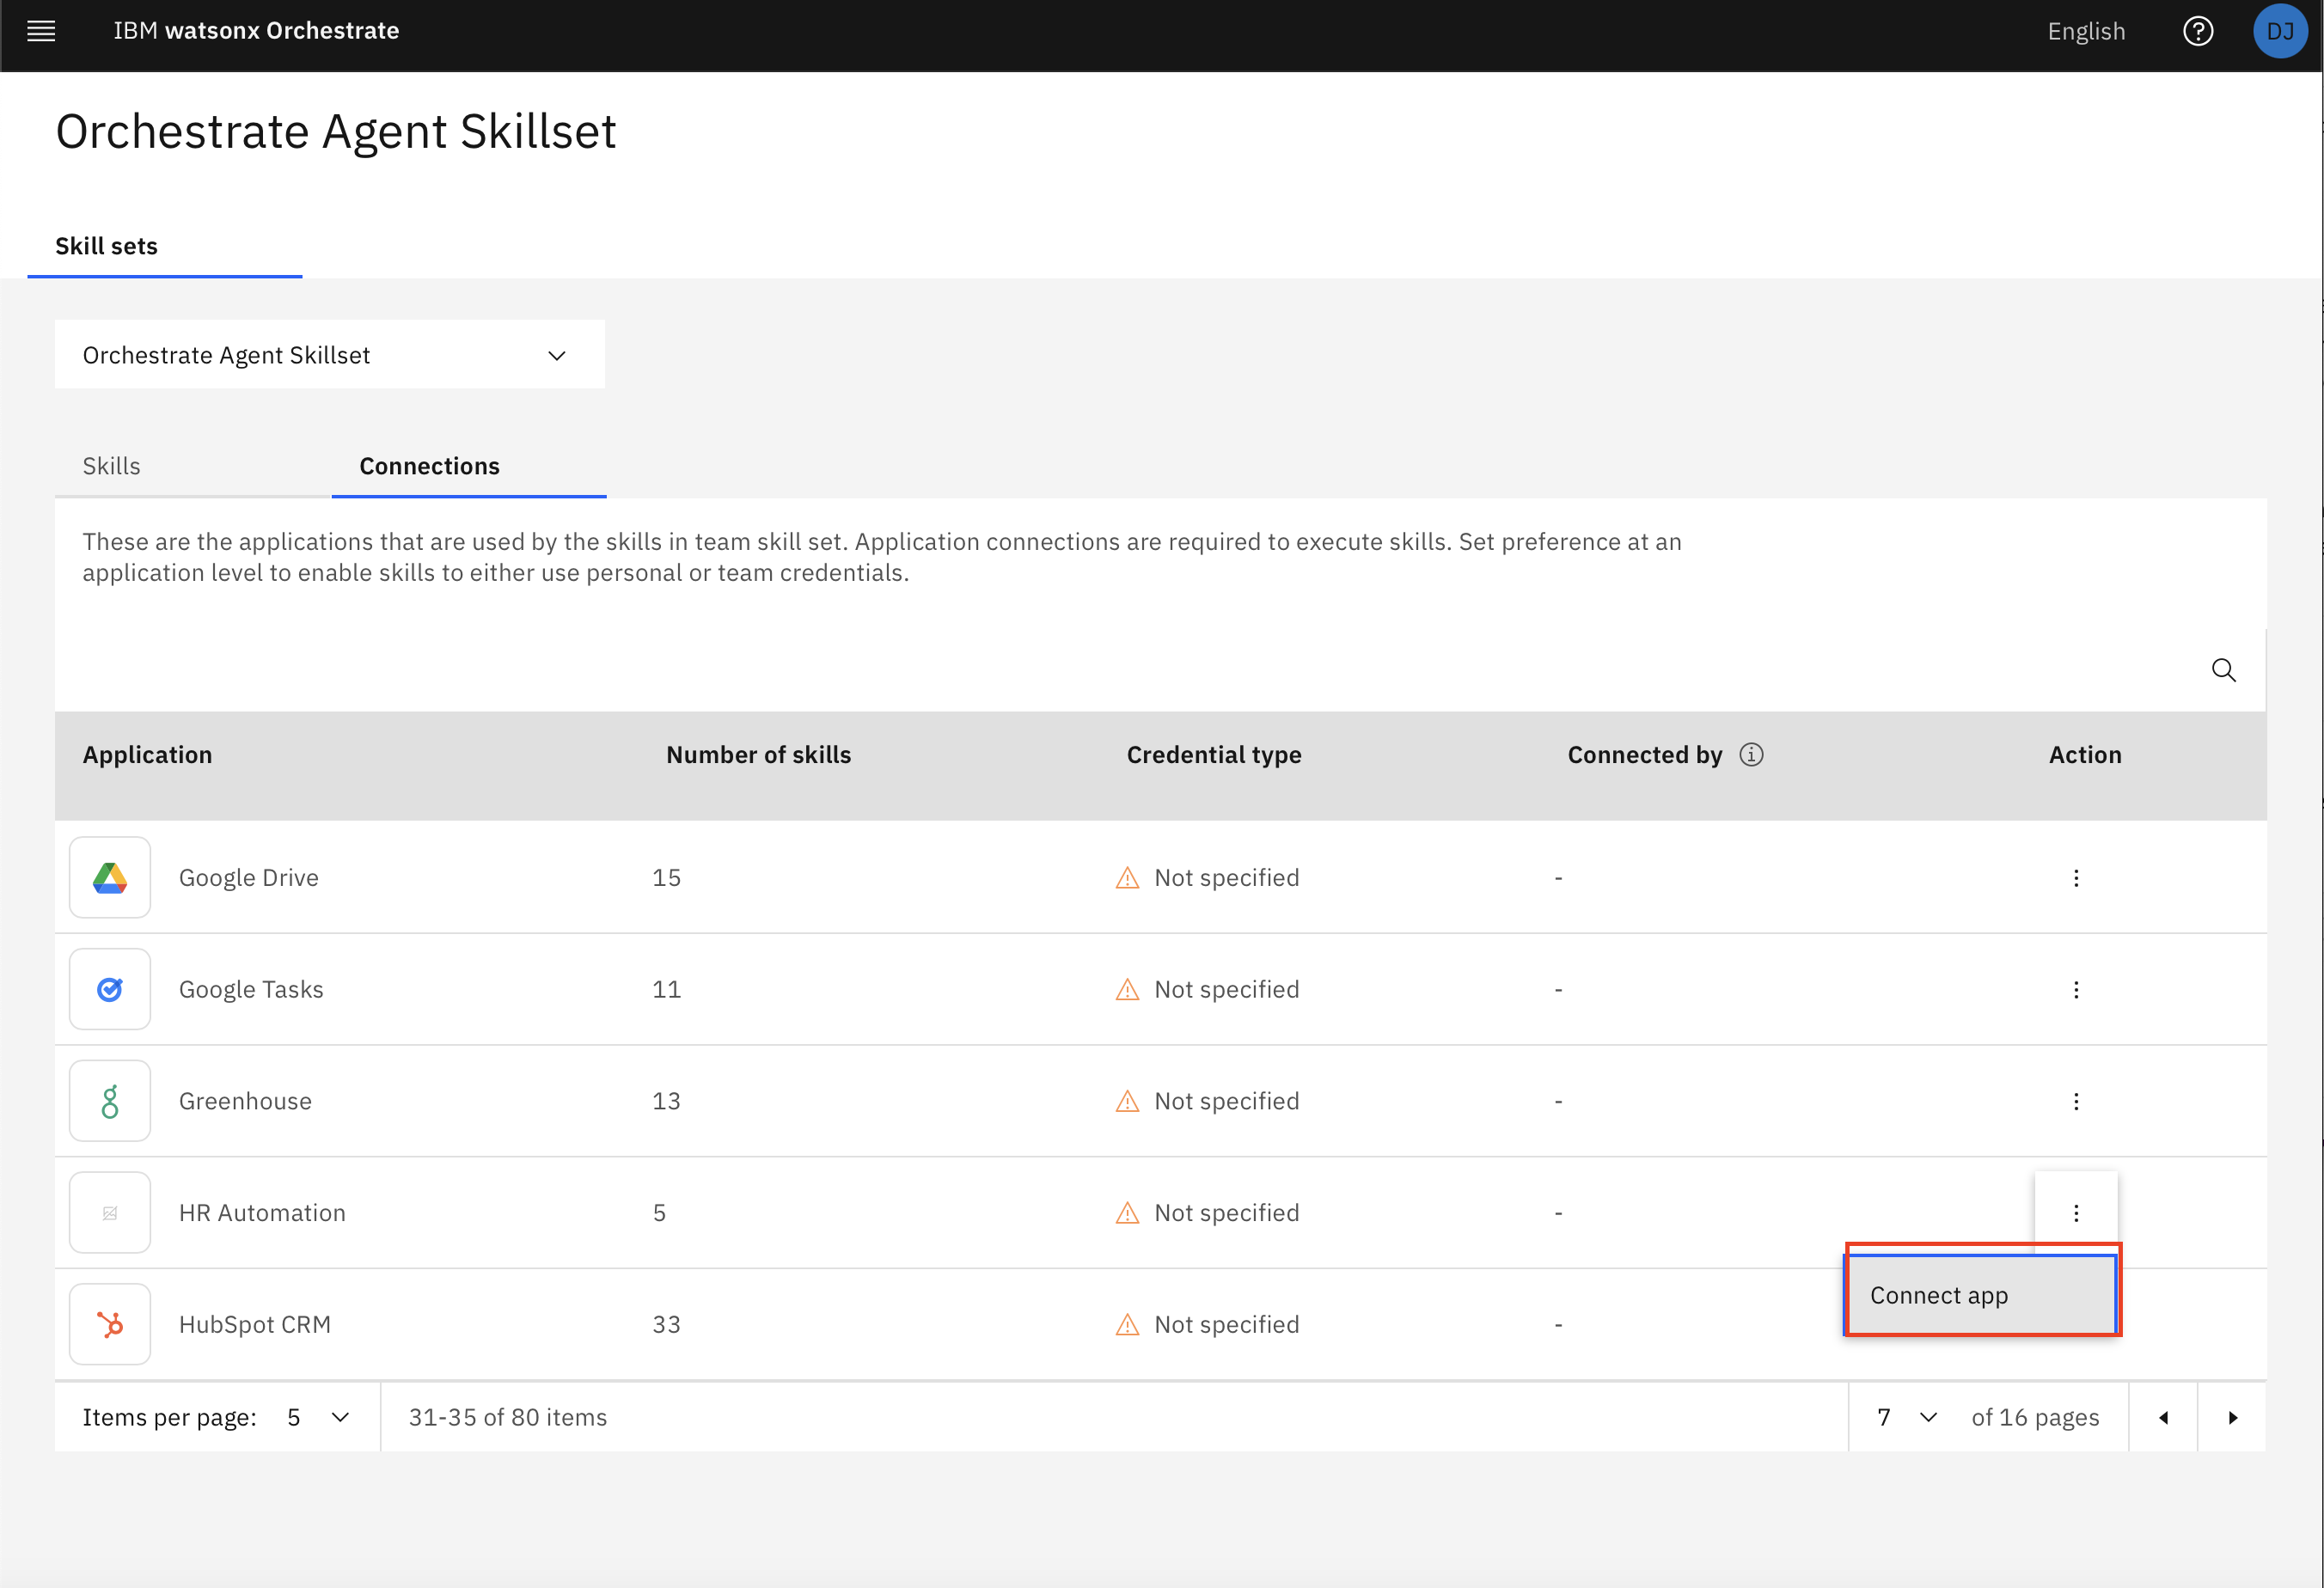 IBM watsonx Orchestrate
English
DJ
Orchestrate Agent Skillset
Skill sets
Orchestrate Agent Skillset
Skills
Connections
These are the applications that are used by the skills in team skill set. Application connections are required to execute skills. Set preference at an
application level to enable skills to either use personal or team credentials.
Application
Number of skills
Credential type
Connected by
Action
Google Drive
15
Not specified
-
Google Tasks
11
Not specified
-
Greenhouse
13
Not specified
-
HR Automation
5
Not specified
-
Connect app
HubSpot CRM
33
Not specified
-
Items per page: 5
31-35 of 80 items
7
of 16 pages